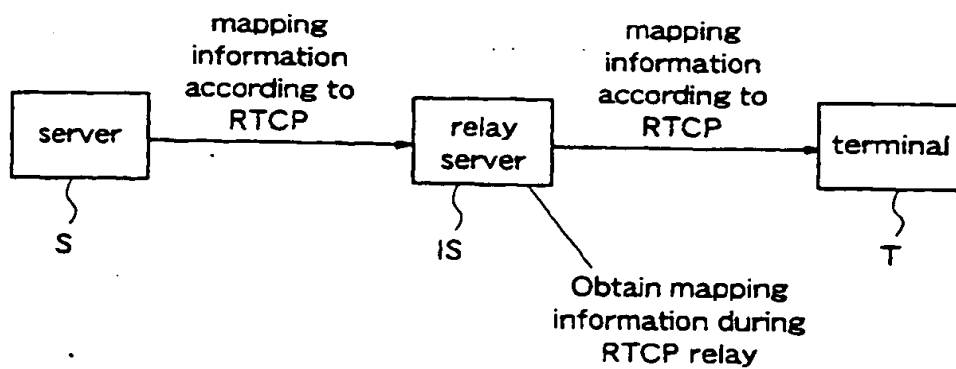 mapping
information
according to
RTCP
mapping
information
according to
RTCP
server
relay
server
terminal
S
IS
T
Obtain mapping
information during
RTCP relay